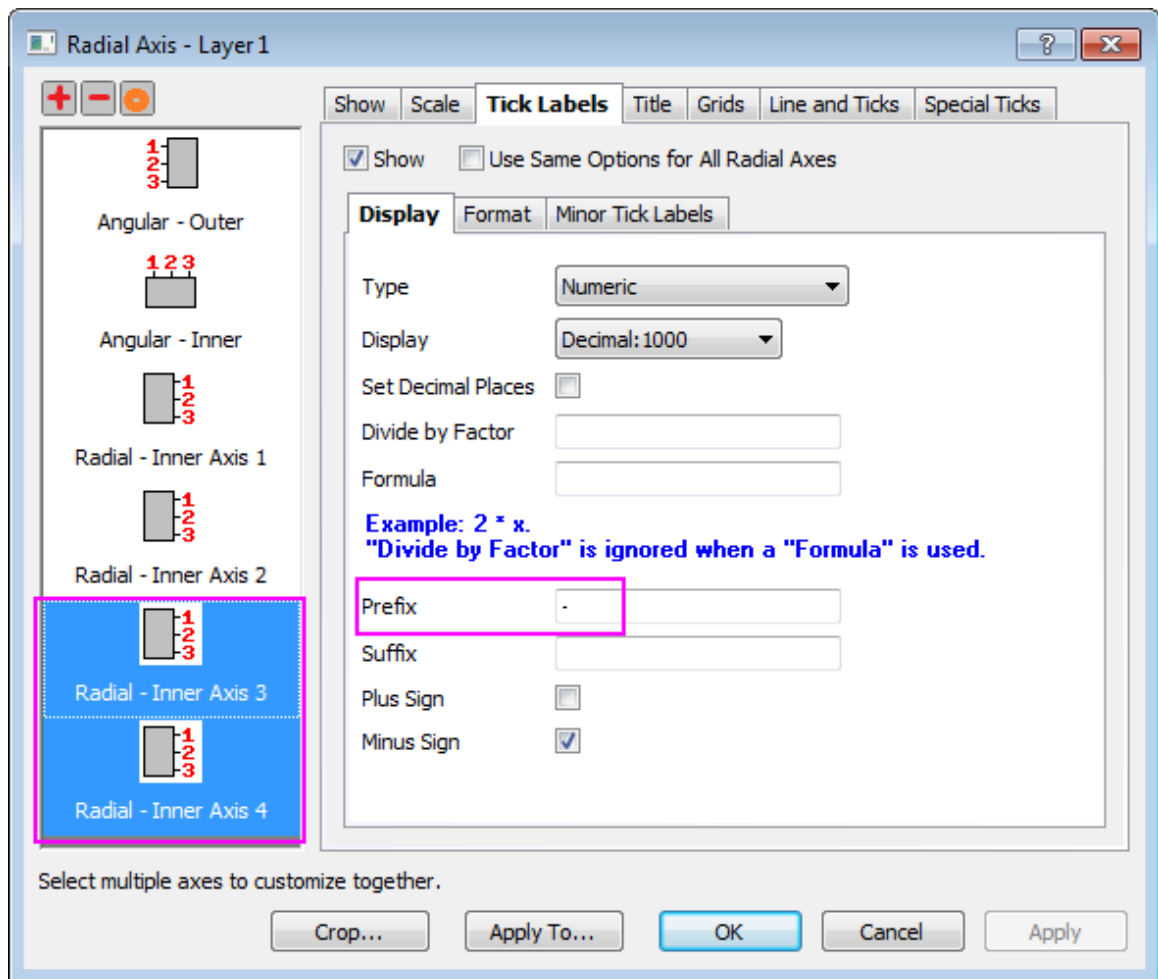 Radial Axis - Layer 1
Show Scale Tick Labels Title Grids Line and Ticks Special Ticks
Show Use Same Options for All Radial Axes
Display Format Minor Tick Labels
1
2
3
Angular - Outer
1 2 3
Angular - Inner
1
2
3
Radial - Inner Axis 1
1
2
3
Radial - Inner Axis 2
1
2
3
Radial - Inner Axis 3
1
2
3
Radial - Inner Axis 4
Type Numeric
Display Decimal:1000
Set Decimal Places
Divide by Factor
Formula
Example: 2 * x.
"Divide by Factor" is ignored when a "Formula" is used.
Prefix -
Suffix
Plus Sign
Minus Sign
Select multiple axes to customize together.
Crop... Apply To... OK Cancel Apply